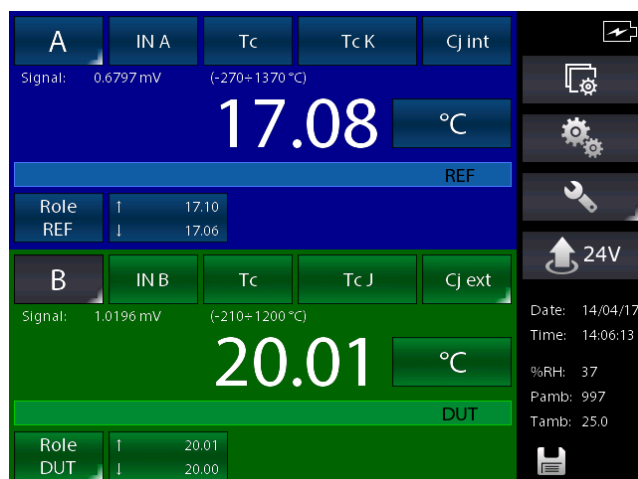 A IN A Tc Tc K Cj int
Signal: 0.6797 mV (-270÷1370 °C)
17.08 °C
REF
Role REF
↑ 17.10
↓ 17.06
B IN B Tc Tc J Cj ext
Signal: 1.0196 mV (-210÷1200 °C)
20.01 °C
DUT
Role DUT
↑ 20.01
↓ 20.00
24V
Date: 14/04/17
Time: 14:06:13
%RH: 37
Pamb: 997
Tamb: 25.0